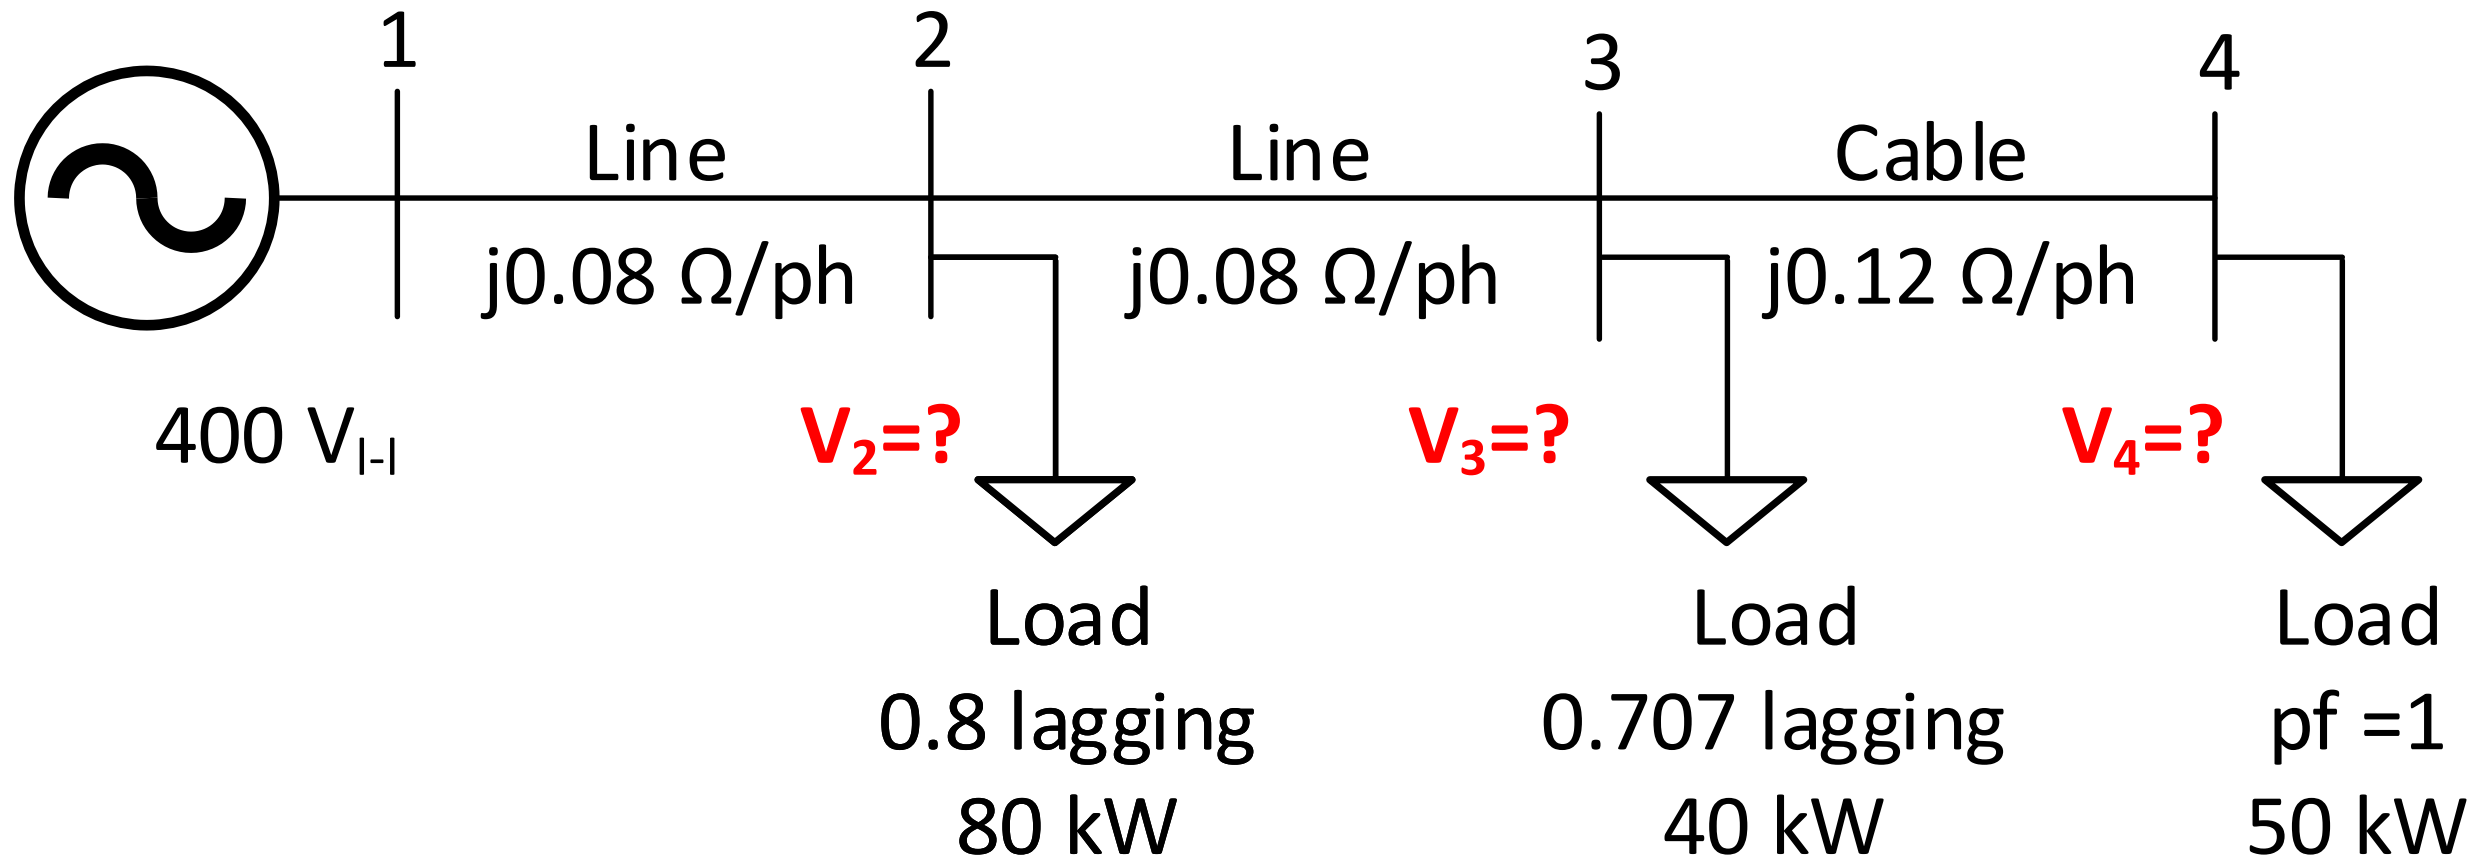 1
2
3
4
Line
Line
Cable
j0.08 Ω/ph
j0.08 Ω/ph
j0.12 Ω/ph
400 Vl-l
V2=?
V3=?
V4=?
Load
0.8 lagging
80 kW
Load
0.707 lagging
40 kW
Load
pf =1
50 kW